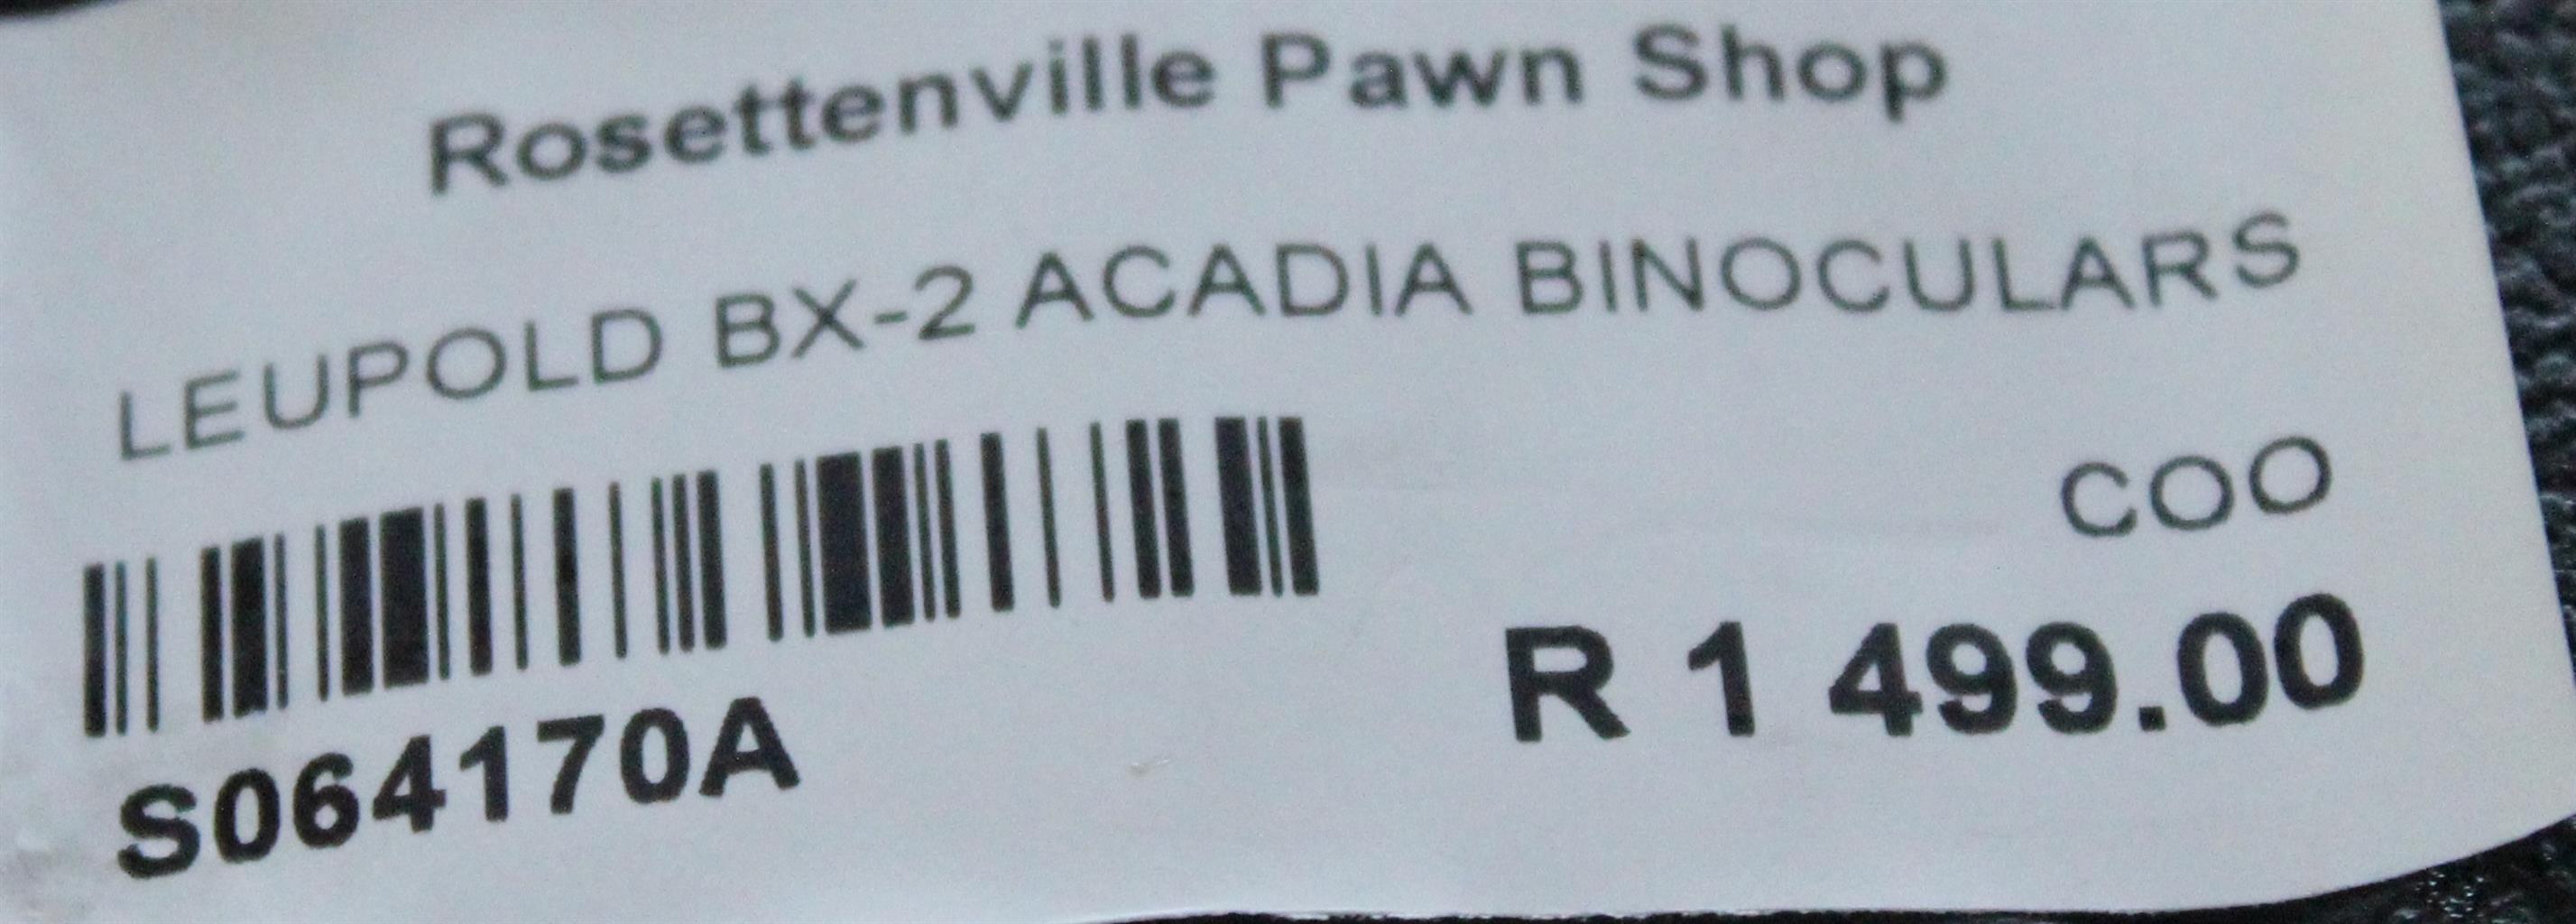 Rosettenville Pawn Shop
LEUPOLD BX-2 ACADIA BINOCULARS
COO
R 1 499.00
S064170A